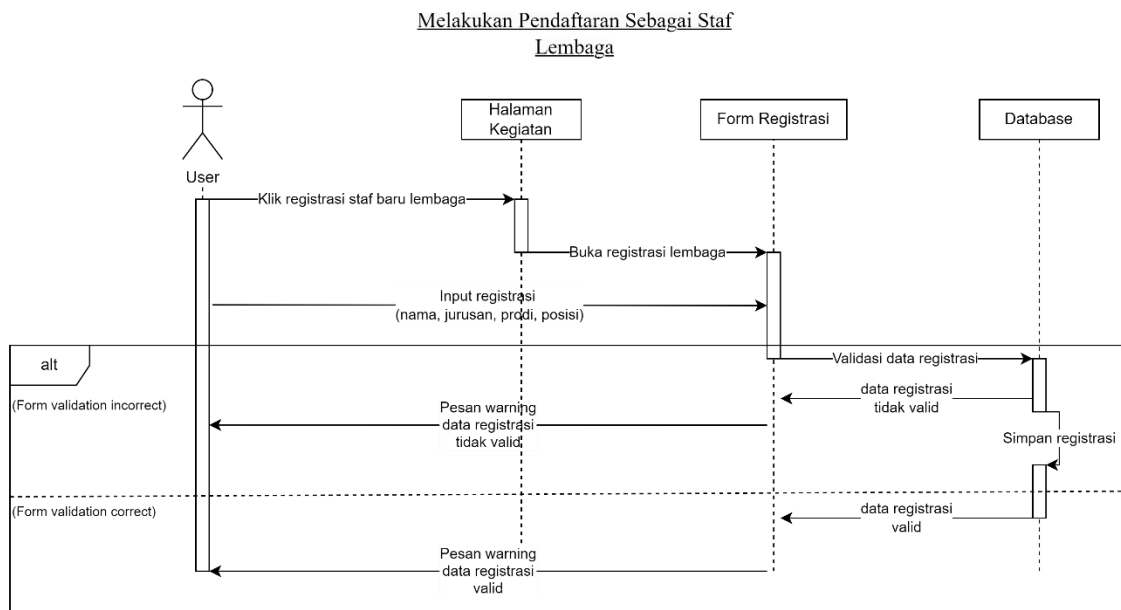 Melakukan Pendaftaran Sebagai Staf
Lembaga
Halaman
Kegiatan
Form Registrasi
Database
User
Klik registrasi staf baru lembaga
Buka registrasi lembaga
Input registrasi
(nama, jurusan, prodi, posisi)
alt
Validasi data registrasi
(Form validation incorrect)
data registrasi
tidak valid
Pesan warning
data registrasi
tidak valid
Simpan registrasi
(Form validation correct)
data registrasi
valid
Pesan warning
data registrasi
valid